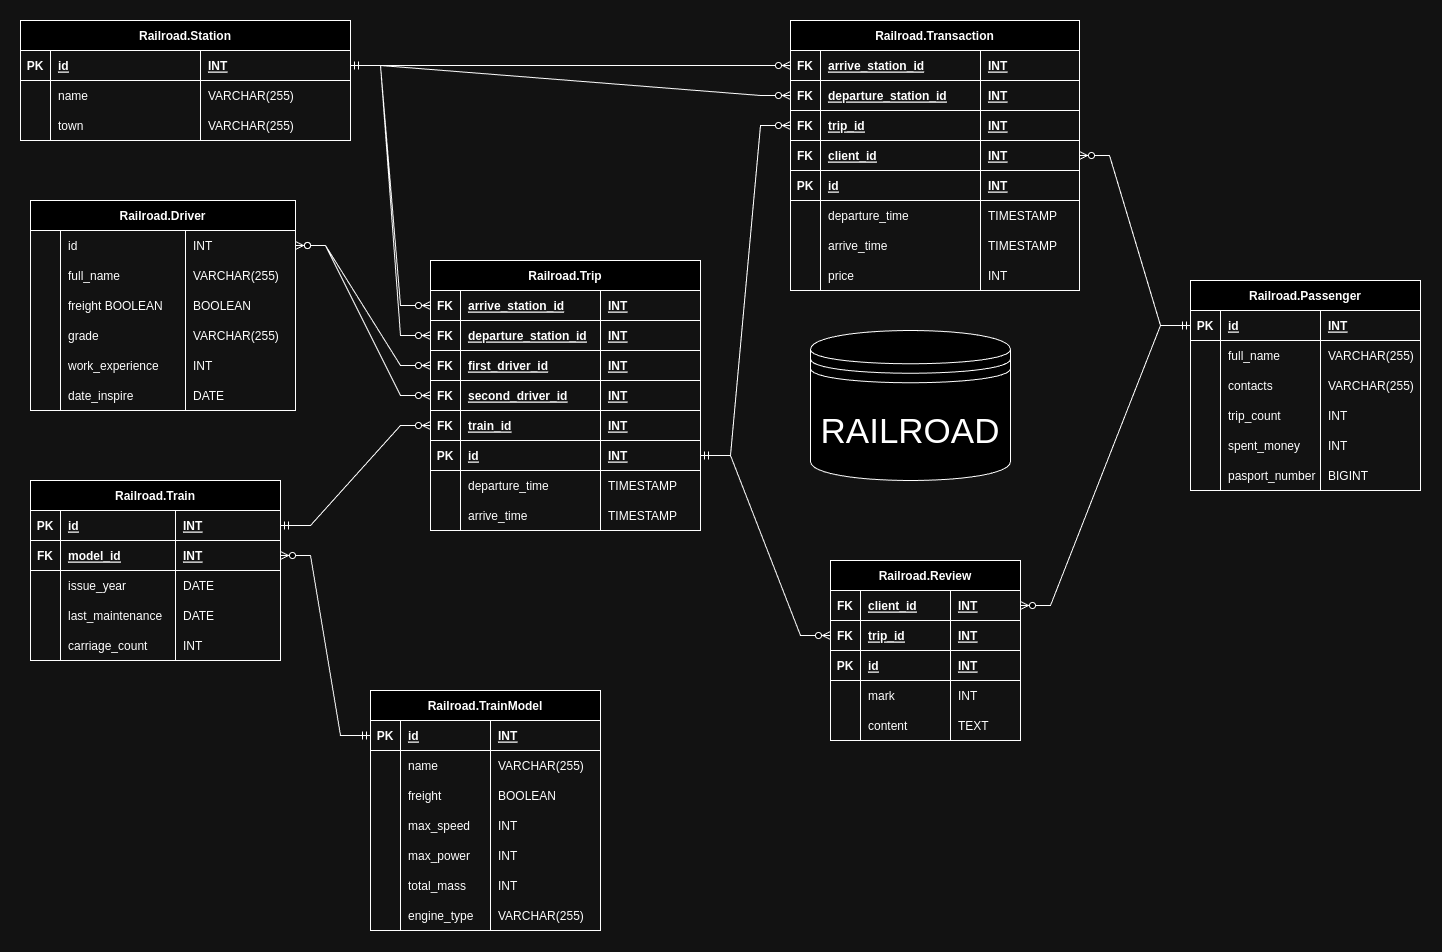 Railroad.Station
PK id INT
name VARCHAR(255)
town VARCHAR(255)
Railroad.Driver
id INT
full_name VARCHAR(255)
freight BOOLEAN BOOLEAN
grade VARCHAR(255)
work_experience INT
date_inspire DATE
Railroad.Train
PK id INT
FK model_id INT
issue_year DATE
last_maintenance DATE
carriage_count INT
Railroad.TrainModel
PK id INT
name VARCHAR(255)
freight BOOLEAN
max_speed INT
max_power INT
total_mass INT
engine_type VARCHAR(255)
Railroad.Trip
FK arrive_station_id INT
FK departure_station_id INT
FK first_driver_id INT
FK second_driver_id INT
FK train_id INT
PK id INT
departure_time TIMESTAMP
arrive_time TIMESTAMP
Railroad.Transaction
FK arrive_station_id INT
FK departure_station_id INT
FK trip_id INT
FK client_id INT
PK id INT
departure_time TIMESTAMP
arrive_time TIMESTAMP
price INT
RAILROAD
Railroad.Review
FK client_id INT
FK trip_id INT
PK id INT
mark INT
content TEXT
Railroad.Passenger
PK id INT
full_name VARCHAR(255)
contacts VARCHAR(255)
trip_count INT
spent_money INT
pasport_number BIGINT